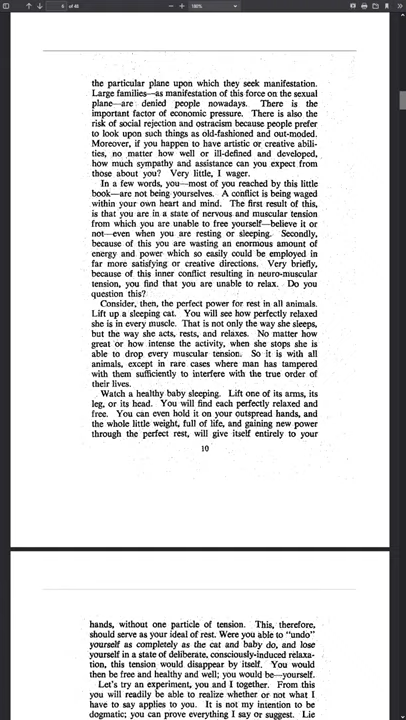 6 of 40
180%
the particular plane upon which they seek manifestation.
Large families—as manifestation of this force on the sexual
plane—are denied people nowadays. There is the
important factor of economic pressure. There is also the
risk of social rejection and ostracism because people prefer
to look upon such things as old-fashioned and out-moded.
Moreover, if you happen to have artistic or creative abili-
ties, no matter how well or ill-defined and developed,
how much sympathy and assistance can you expect from
those about you? Very little, I wager.
In a few words, you—most of you reached by this little
book—are not being yourselves. A conflict is being waged
within your own heart and mind. The first result of this,
is that you are in a state of nervous and muscular tension
from which you are unable to free yourself—believe it or
not—even when you are resting or sleeping. Secondly,
because of this you are wasting an enormous amount of
energy and power which so easily could be employed in
far more satisfying or creative directions. Very briefly,
because of this inner conflict resulting in neuro-muscular
tension, you find that you are unable to relax. Do you
question this?
Consider, then, the perfect power for rest in all animals.
Lift up a sleeping cat. You will see how perfectly relaxed
she is in every muscle. That is not only the way she sleeps,
but the way she acts, rests, and relaxes. No matter how
great or how intense the activity, when she stops she is
able to drop every muscular tension. So it is with all
animals, except in rare cases where man has tampered
with them sufficiently to interfere with the true order of
their lives.
Watch a healthy baby sleeping. Lift one of its arms, its
leg, or its head. You will find each perfectly relaxed and
free. You can even hold it on your outspread hands, and
the whole little weight, full of life, and gaining new power
through the perfect rest, will give itself entirely to your
10
hands, without one particle of tension. This, therefore,
should serve as your ideal of rest. Were you able to “undo”
yourself as completely as the cat and baby do, and lose
yourself in a state of deliberate, consciously-induced relaxa-
tion, this tension would disappear by itself. You would
then be free and healthy and well; you would be—yourself.
Let’s try an experiment, you and I together. From this
you will readily be able to realize whether or not what I
have to say applies to you. It is not my intention to be
dogmatic; you can prove everything I say or suggest. Lie